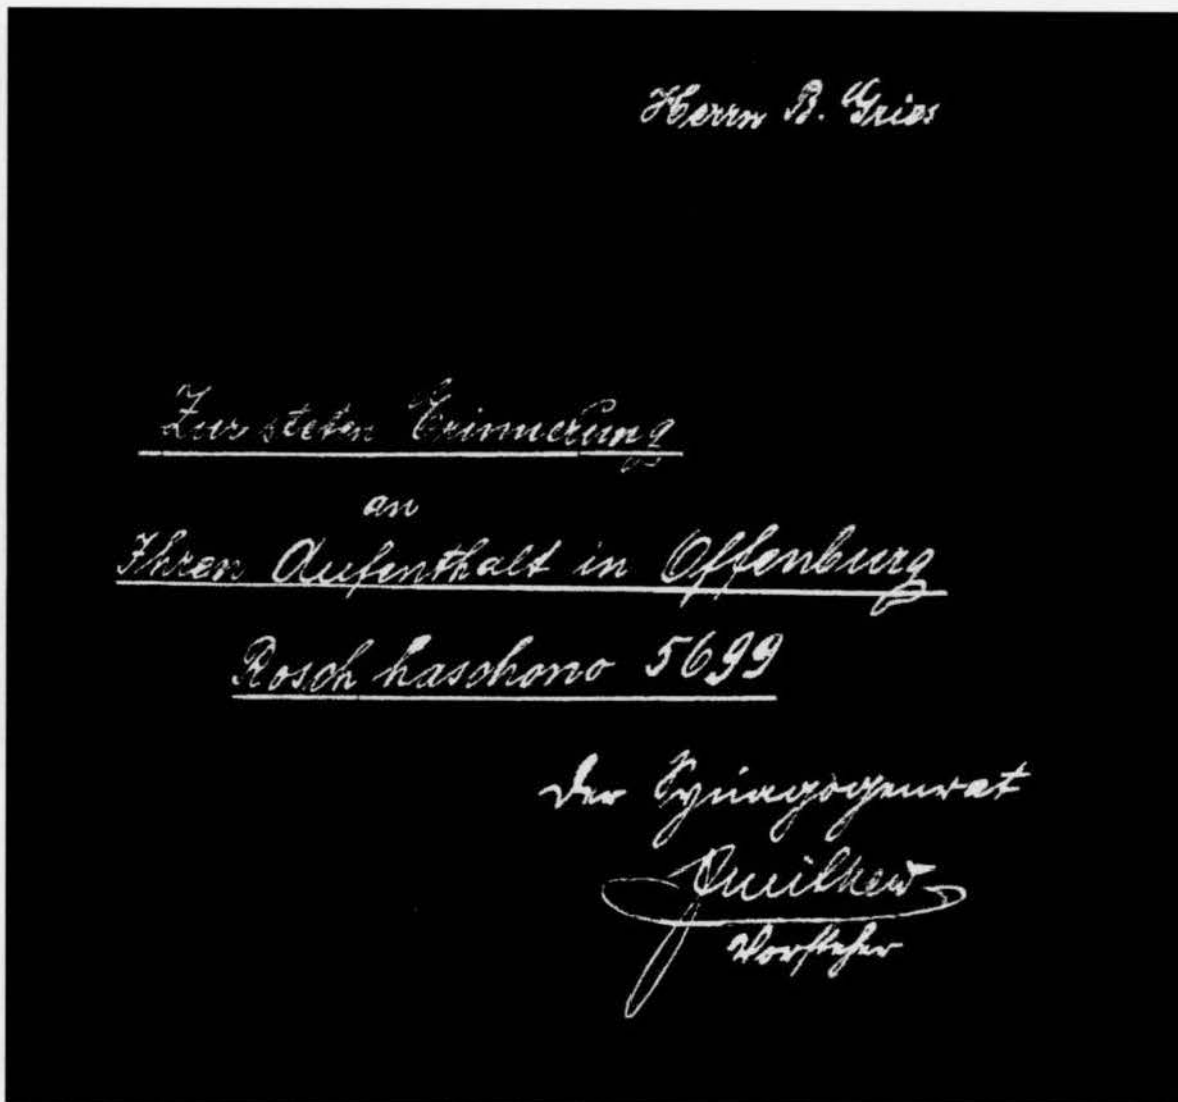 Herrn B. Gries
Zur steten Erinnerung
an
Ihren Aufenthalt in Offenburg
Rosch haschono 5699
Der Synagogenrat
Vorsteher